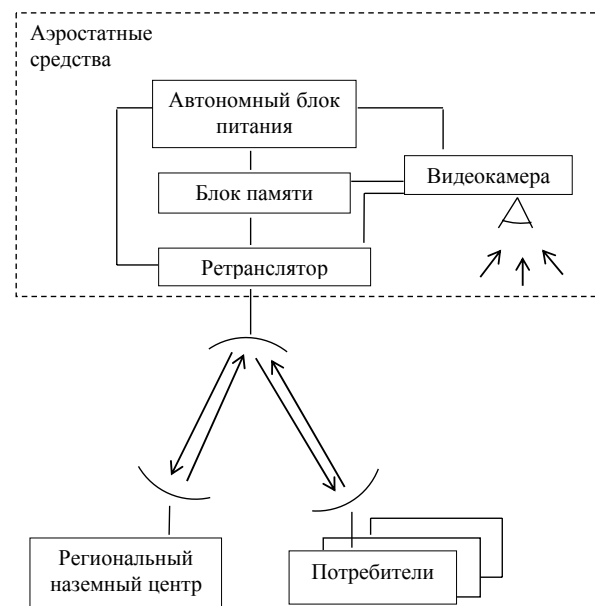 Аэростатные
средства
Автономный блок
питания
Блок памяти
Видеокамера
Ретранслятор
Региональный
наземный центр
Потребители